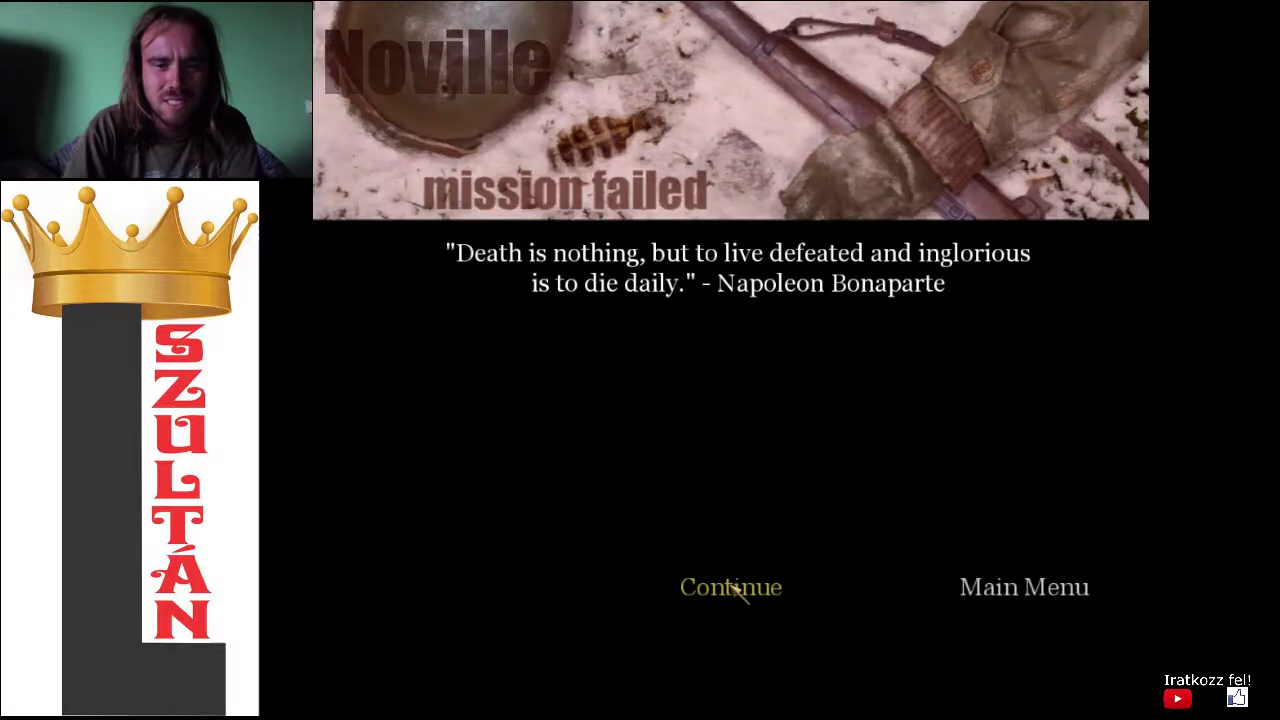 Noville
mission failed
"Death is nothing, but to live defeated and inglorious
is to die daily." - Napoleon Bonaparte
Continue
Main Menu
L
SZULTÁN
Iratkozz fel!